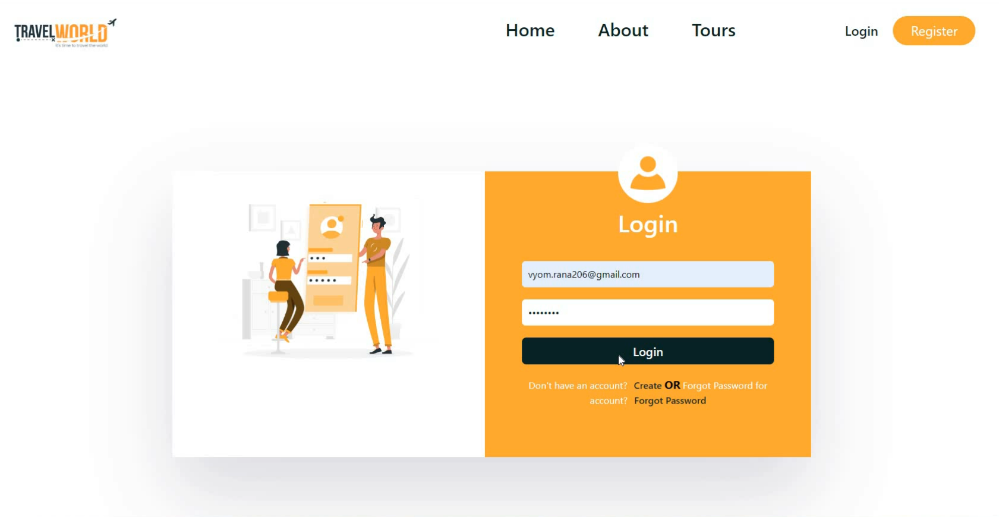 TRAVELWORLD
It's time to travel the world
Home About Tours Login Register
Login
vyom.rana206@gmail.com
••••••••
Login
Don't have an account? Create OR Forgot Password for
account? Forgot Password